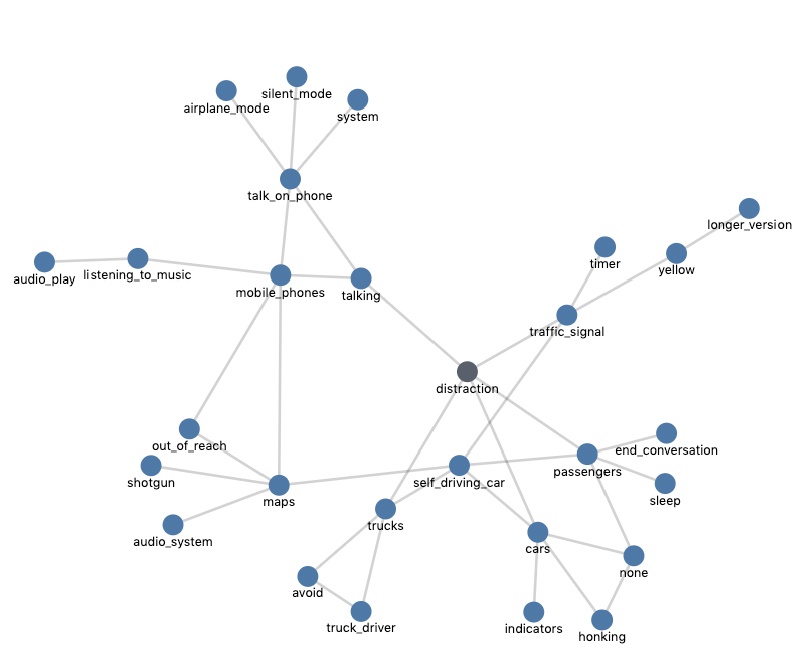 silent_mode
airplane_mode
system
talk_on_phone
longer_version
timer
yellow
audio_play
listening_to_music
mobile_phones
talking
traffic_signal
distraction
out_of_reach
end_conversation
shotgun
maps
self_driving_car
passengers
sleep
audio_system
trucks
cars
none
avoid
truck_driver
indicators
honking